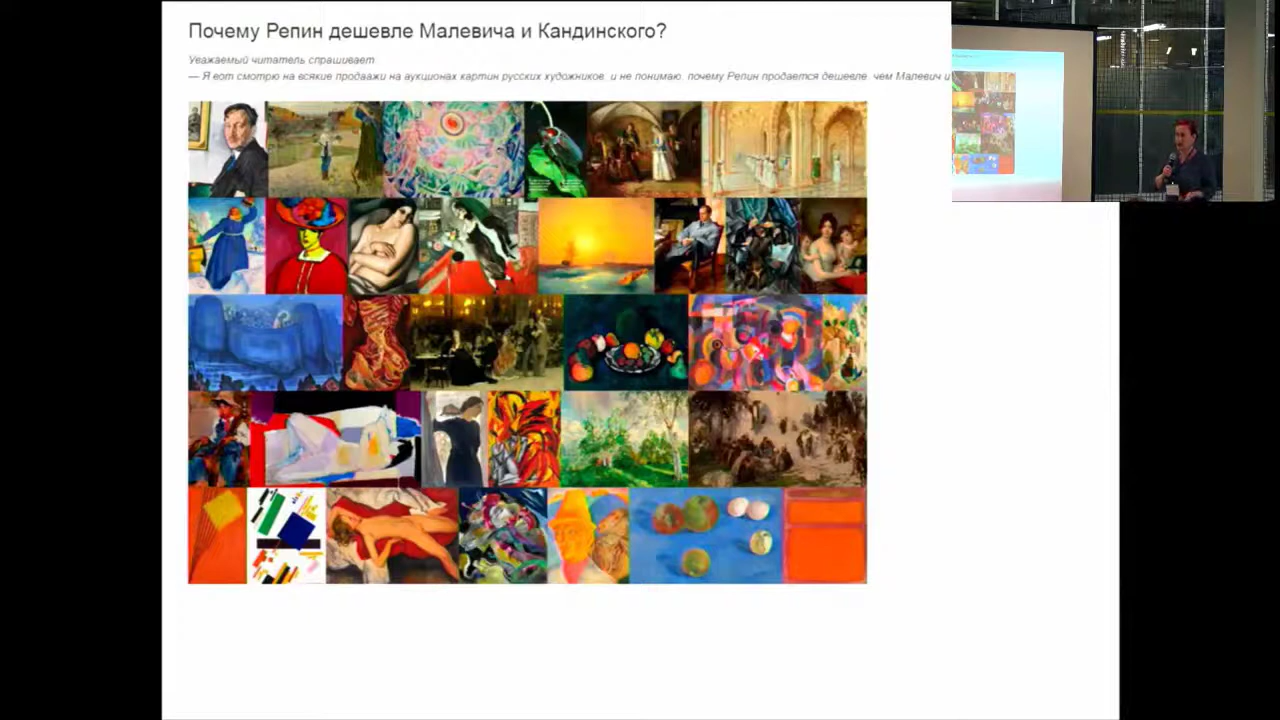 Почему Репин дешевле Малевича и Кандинского?
Уважаемый читатель спрашивает
— Я вот смотрю на всякие продаажи на аукционах картин русских художников и не понимаю. почему Репин продается дешевле чем Малевич и